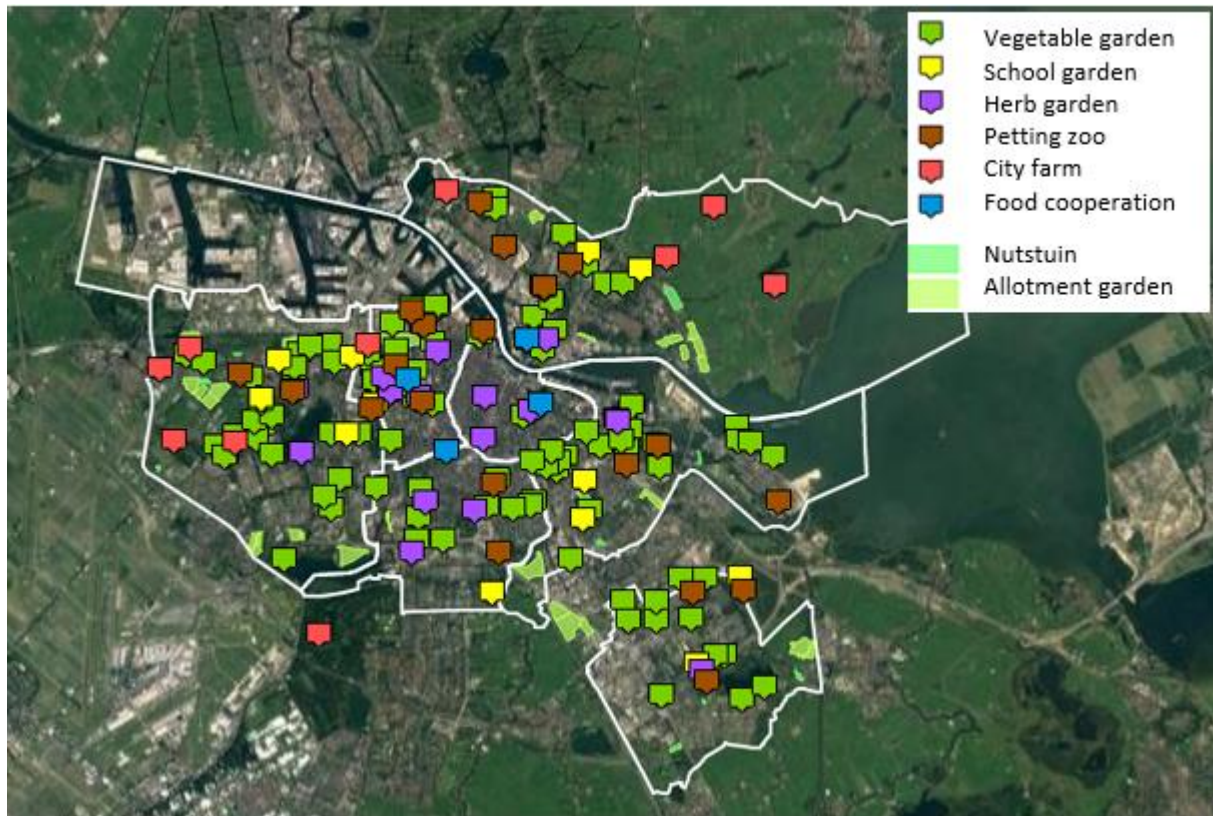 Vegetable garden
School garden
Herb garden
Petting zoo
City farm
Food cooperation
Nutstuin
Allotment garden